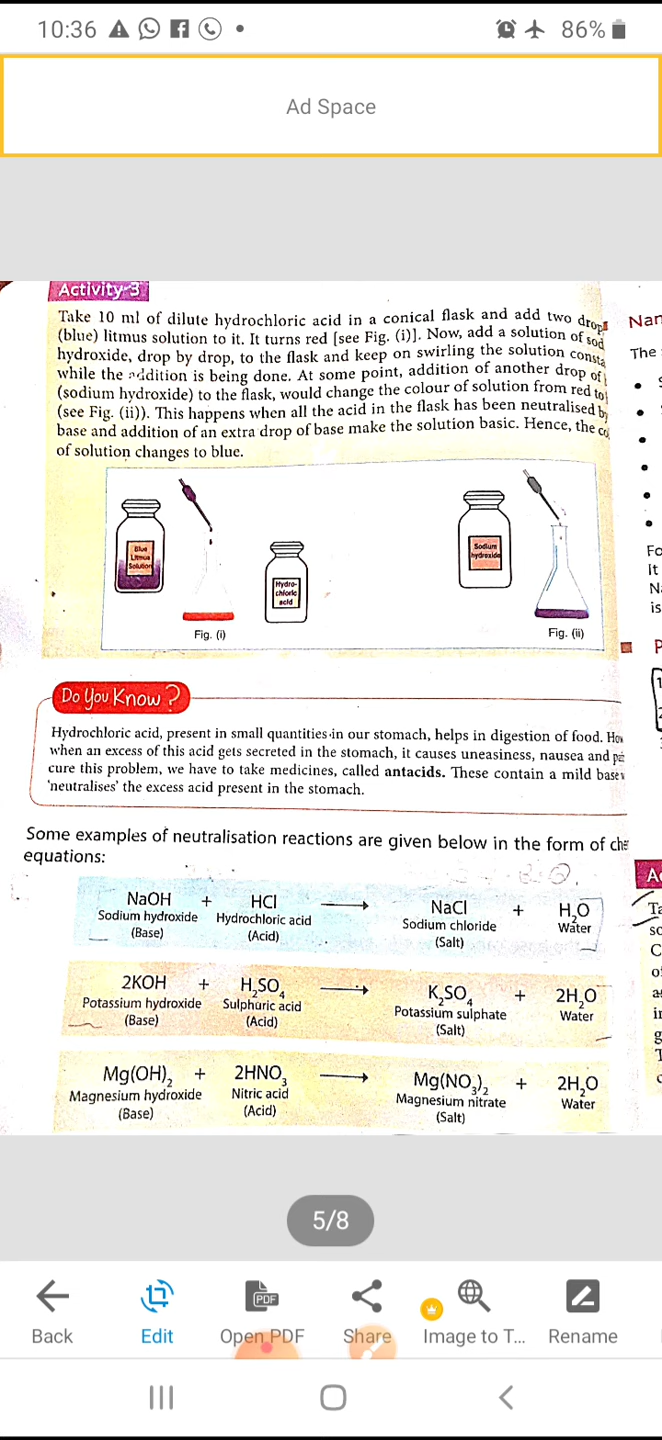 10:36
86%
Ad Space
Activity-3
Take 10 ml of dilute hydrochloric acid in a conical flask and add two drops
(blue) litmus solution to it. It turns red [see Fig. (i)]. Now, add a solution of sod
hydroxide, drop by drop, to the flask and keep on swirling the solution consta
while the addition is being done. At some point, addition of another drop of
(sodium hydroxide) to the flask, would change the colour of solution from red to
(see Fig. (ii)). This happens when all the acid in the flask has been neutralised by
base and addition of an extra drop of base make the solution basic. Hence, the co
of solution changes to blue.
Blue
Litmus
Solution
Hydro-
chloric
acid
Sodium
hydroxide
Fig. (i)
Fig. (ii)
Nan
The
Fo
it
N
is
P
Do You Know?
Hydrochloric acid, present in small quantities in our stomach, helps in digestion of food. How
when an excess of this acid gets secreted in the stomach, it causes uneasiness, nausea and pai
cure this problem, we have to take medicines, called antacids. These contain a mild base
'neutralises' the excess acid present in the stomach.
Some examples of neutralisation reactions are given below in the form of che
equations:
NaOH + HCl → NaCl + H₂O
Sodium hydroxide Hydrochloric acid Sodium chloride Water
(Base) (Acid) (Salt)
2KOH + H₂SO₄ → K₂SO₄ + 2H₂O
Potassium hydroxide Sulphuric acid Potassium sulphate Water
(Base) (Acid) (Salt)
Mg(OH)₂ + 2HNO₃ → Mg(NO₃)₂ + 2H₂O
Magnesium hydroxide Nitric acid Magnesium nitrate Water
(Base) (Acid) (Salt)
A
Ta
so
C
o
a
in
g
T
5/8
PDF
Back Edit Open PDF Share Image to T... Rename